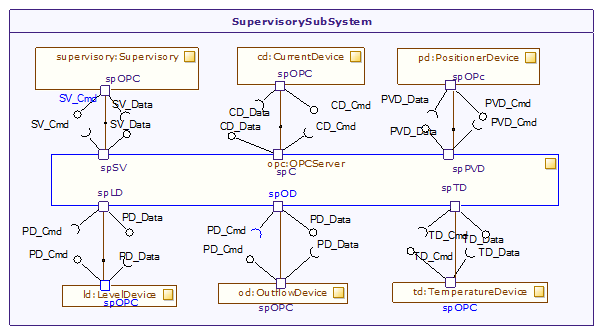 SupervisorySubSystem
supervisory:Supervisory
cd:CurrentDevice
pd:PositionerDevice
spOPC
spOPC
spOPc
SV_Cmd
SV_Data
CD_Data
CD_Cmd
PVD_Data
PVD_Cmd
SV_Cmd
SV_Data
CD_Data
CD_Cmd
PVD_Data
PVD_Cmd
opc:OPCServer
spSV
spC
spPVD
spLD
spOD
spTD
PD_Cmd
PD_Data
PD_Cmd
PD_Data
TD_Cmd
TD_Data
PD_Cmd
PD_Data
PD_Cmd
PD_Data
TD_Cmd
TD_Data
ld:LevelDevice
od:OutflowDevice
td:TemperatureDevice
spOPC
spOPC
spOPC